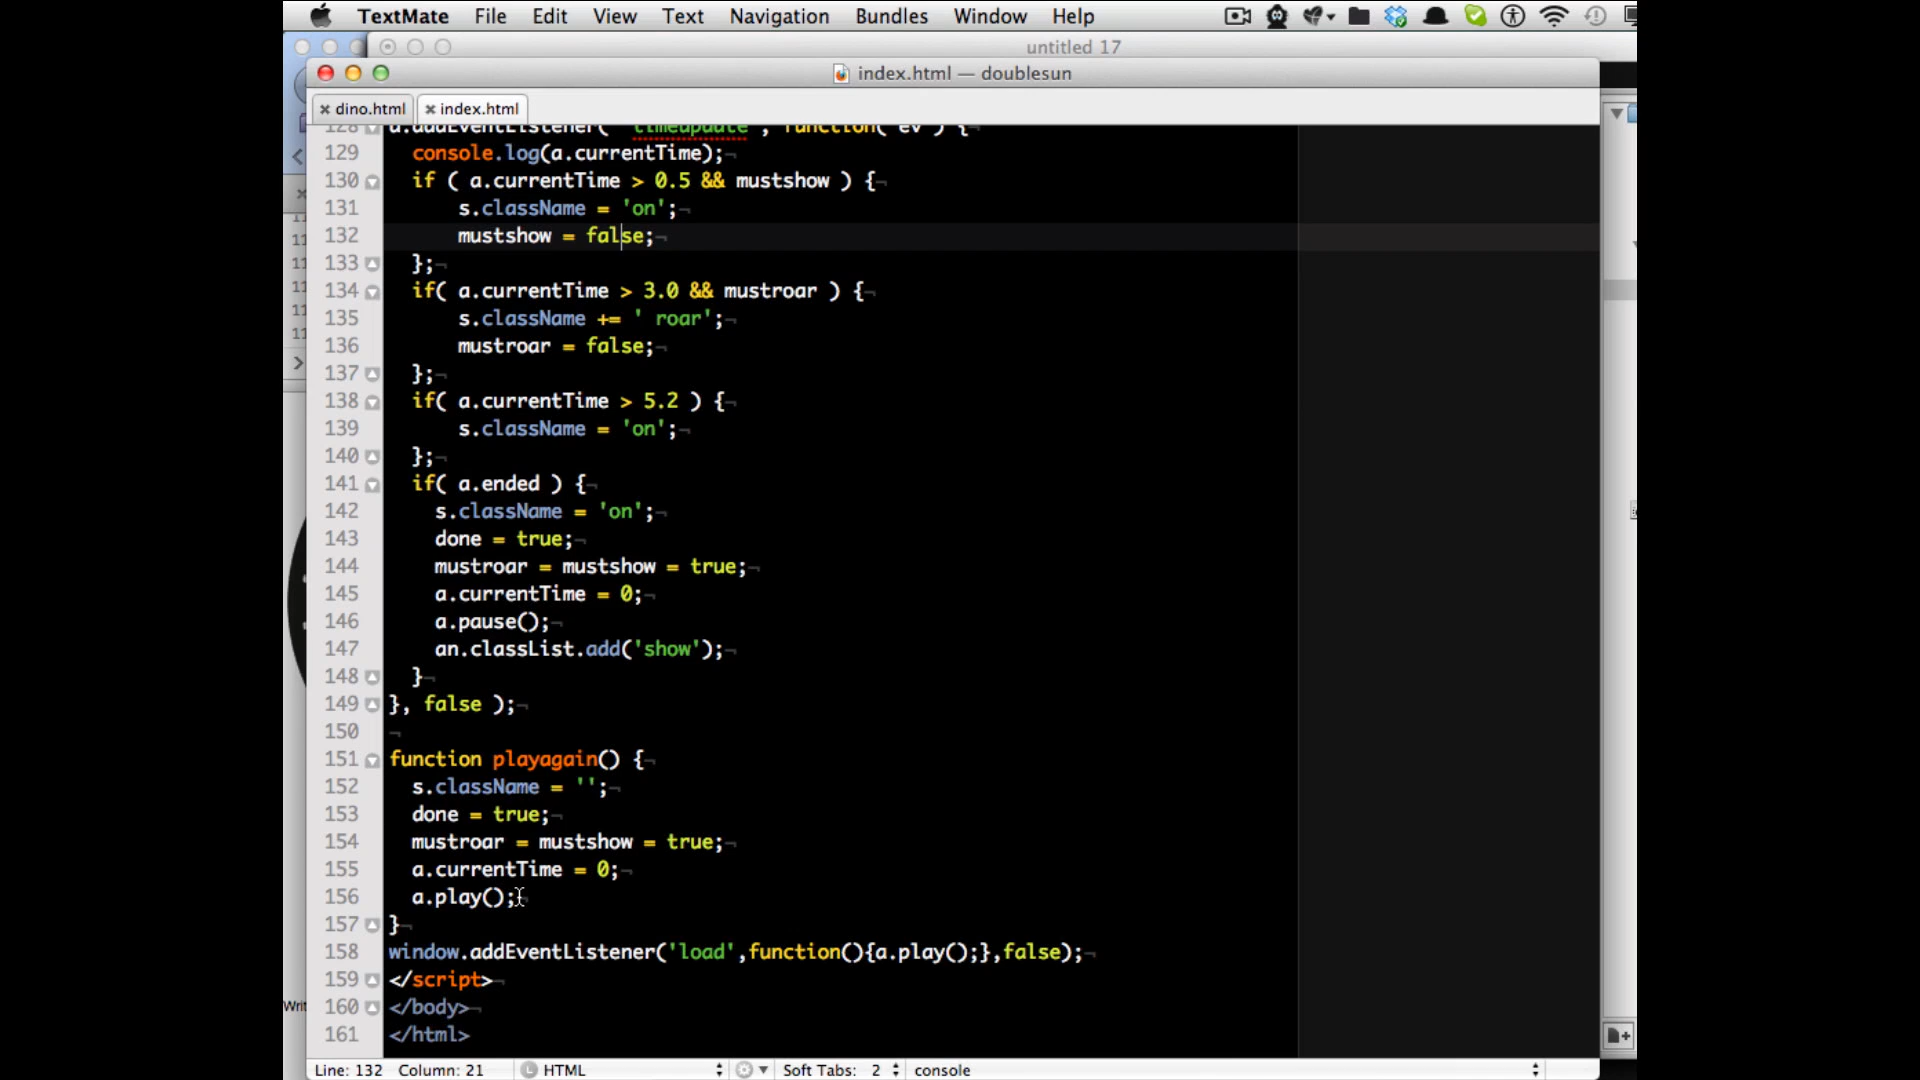 TextMate File Edit View Text Navigation Bundles Window Help
untitled 17
index.html — doublesun
dino.html index.html
128 a.addEventListener( 'timeupdate', function( ev ) {¬
129 console.log(a.currentTime);¬
130 if ( a.currentTime > 0.5 && mustshow ) {¬
131 s.className = 'on';¬
132 mustshow = false;¬
133 };¬
134 if( a.currentTime > 3.0 && mustroar ) {¬
135 s.className += ' roar';¬
136 mustroar = false;¬
137 };¬
138 if( a.currentTime > 5.2 ) {¬
139 s.className = 'on';¬
140 };¬
141 if( a.ended ) {¬
142 s.className = 'on';¬
143 done = true;¬
144 mustroar = mustshow = true;¬
145 a.currentTime = 0;¬
146 a.pause();¬
147 an.classList.add('show');¬
148 }¬
149 }, false );¬
150 ¬
151 function playagain() {¬
152 s.className = '';¬
153 done = true;¬
154 mustroar = mustshow = true;¬
155 a.currentTime = 0;¬
156 a.play();¬
157 }¬
158 window.addEventListener('load',function(){a.play();},false);¬
159 </script>¬
160 </body>¬
161 </html>
Line: 132 Column: 21 HTML Soft Tabs: 2 console